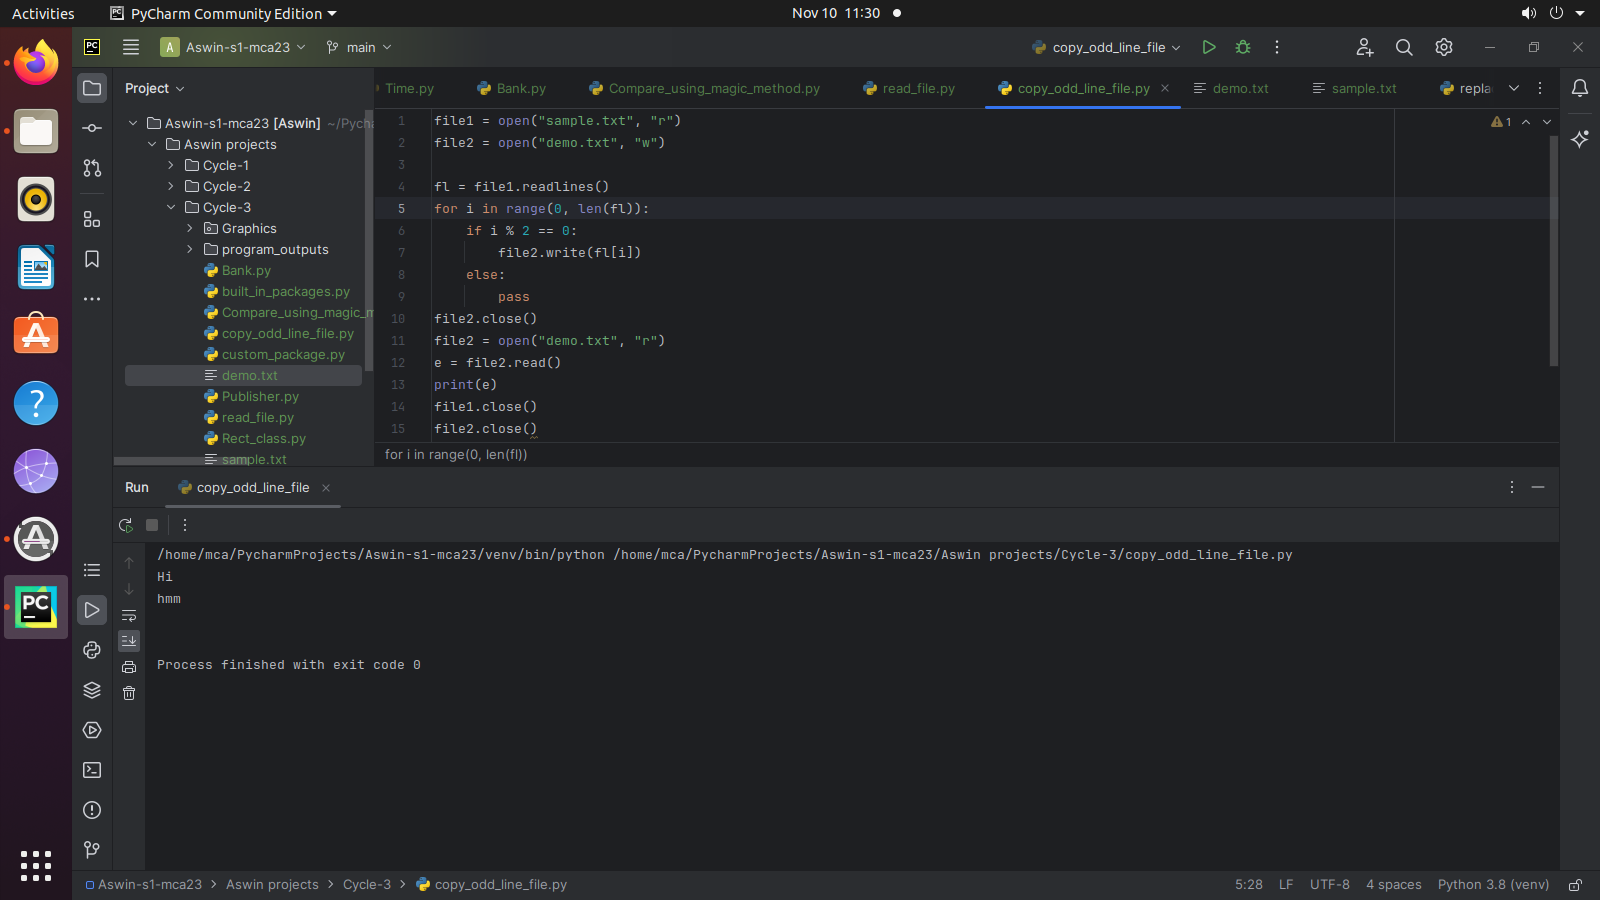 Activities PyCharm Community Edition Nov 10 11:30
PC A Aswin-s1-mca23 main copy_odd_line_file
Project Time.py Bank.py Compare_using_magic_method.py read_file.py copy_odd_line_file.py demo.txt sample.txt repla
Aswin-s1-mca23 [Aswin] ~/Pycha
Aswin projects
Cycle-1
Cycle-2
Cycle-3
Graphics
program_outputs
Bank.py
built_in_packages.py
Compare_using_magic_m
copy_odd_line_file.py
custom_package.py
demo.txt
Publisher.py
read_file.py
Rect_class.py
sample.txt
1 file1 = open("sample.txt", "r")
2 file2 = open("demo.txt", "w")
3
4 fl = file1.readlines()
5 for i in range(0, len(fl)):
6 if i % 2 == 0:
7 file2.write(fl[i])
8 else:
9 pass
10 file2.close()
11 file2 = open("demo.txt", "r")
12 e = file2.read()
13 print(e)
14 file1.close()
15 file2.close()
1
for i in range(0, len(fl))
Run copy_odd_line_file
/home/mca/PycharmProjects/Aswin-s1-mca23/venv/bin/python /home/mca/PycharmProjects/Aswin-s1-mca23/Aswin projects/Cycle-3/copy_odd_line_file.py
Hi
hmm
Process finished with exit code 0
PC
Aswin-s1-mca23 Aswin projects Cycle-3 copy_odd_line_file.py 5:28 LF UTF-8 4 spaces Python 3.8 (venv)